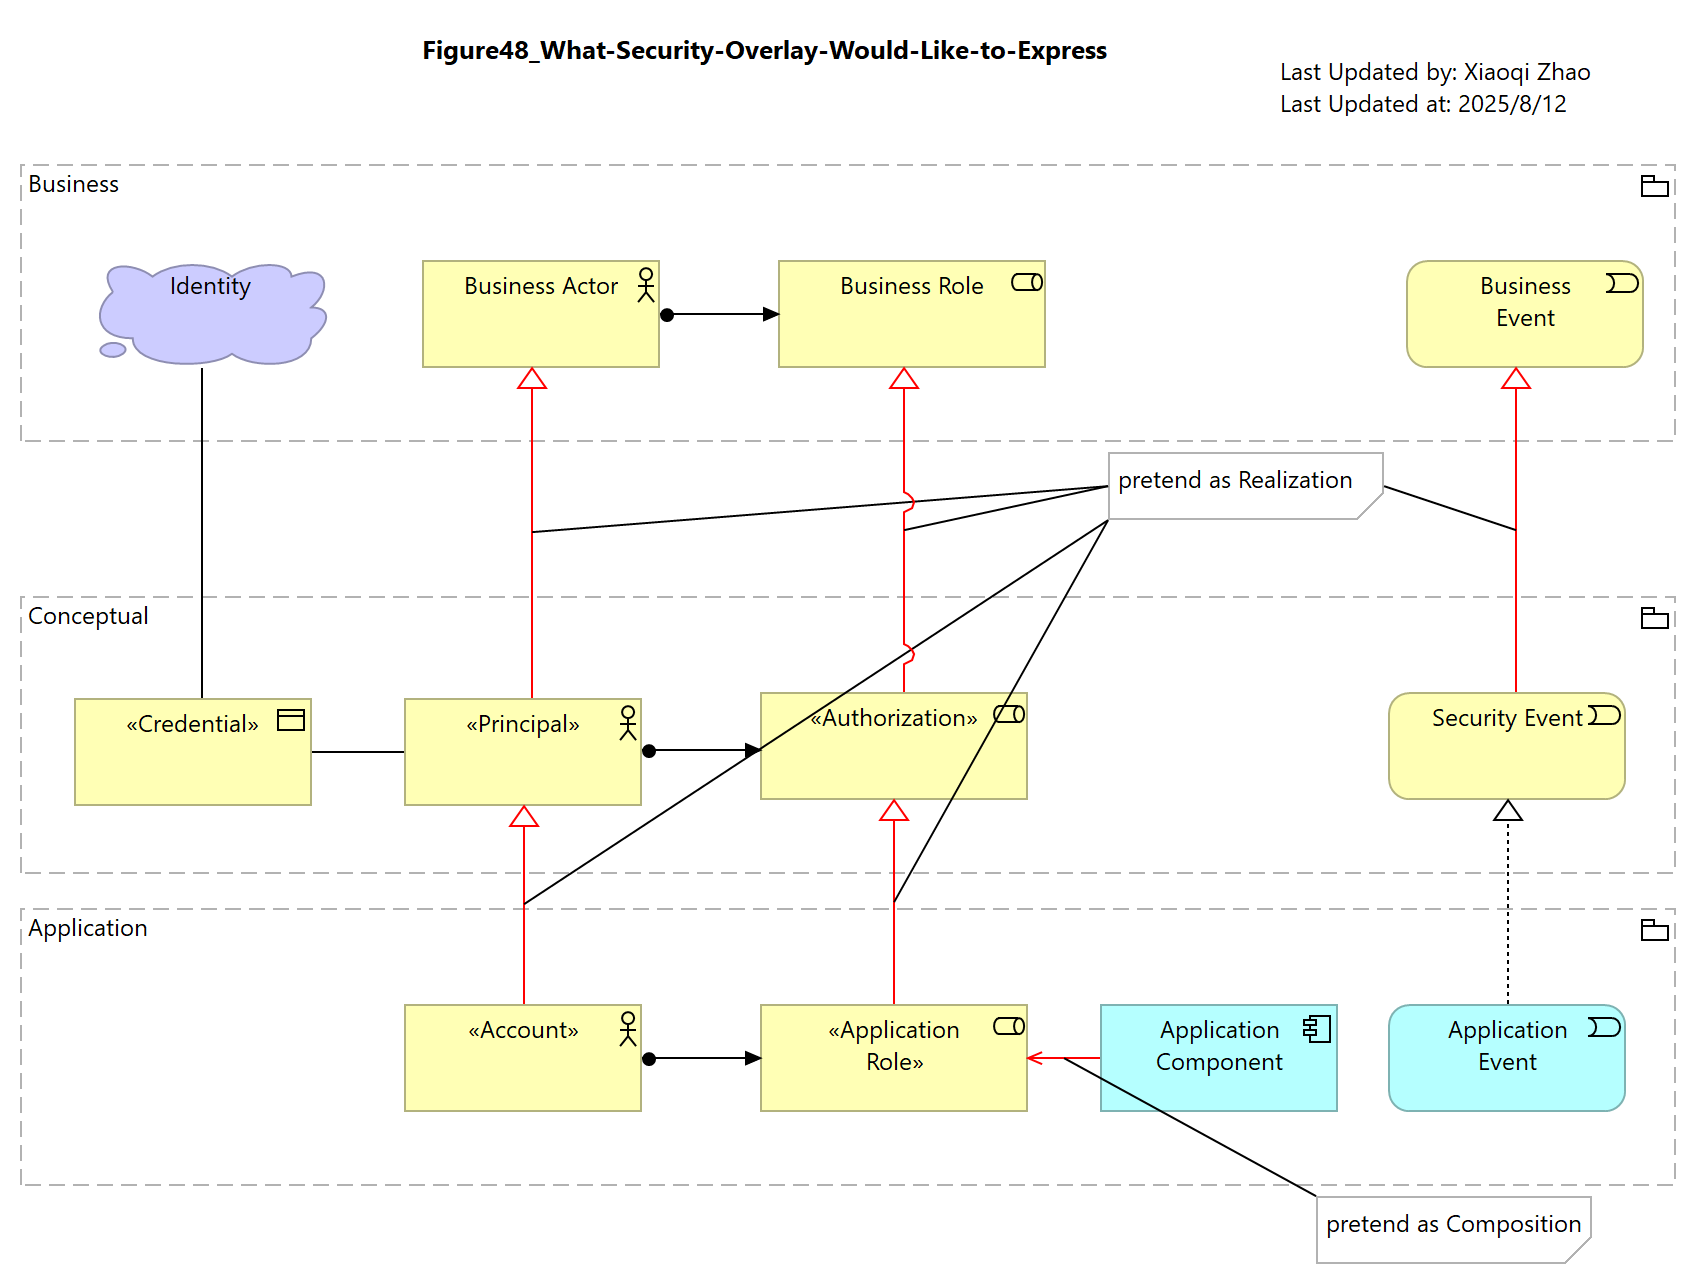 Figure48_What-Security-Overlay-Would-Like-to-Express
Last Updated by: Xiaoqi Zhao
Last Updated at: 2025/8/12
Business
Identity
Business Actor
Business Role
Business
Event
pretend as Realization
Conceptual
«Credential»
«Principal»
«Authorization»
Security Event
Application
«Account»
«Application
Role»
Application
Component
Application
Event
pretend as Composition